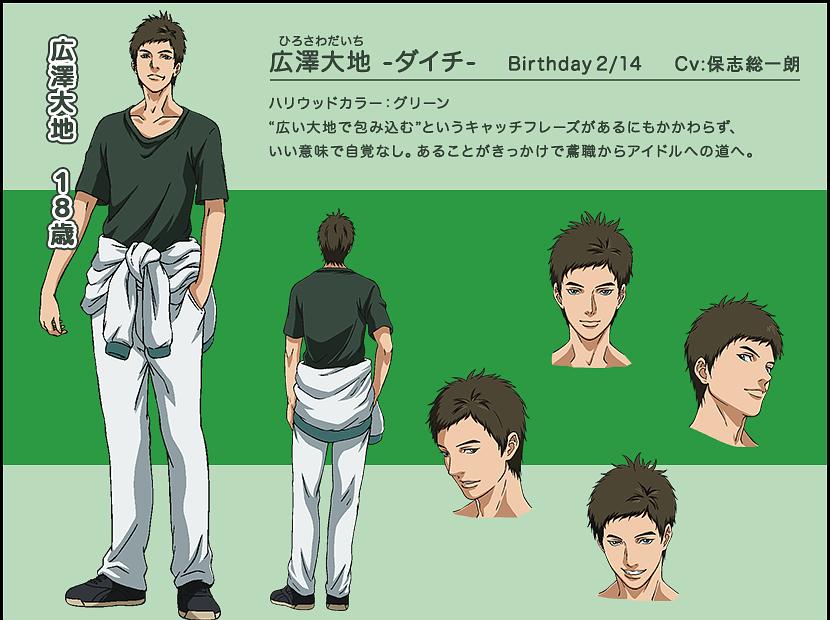 広澤大地 18歳
ひろさわだいち
広澤大地 -ダイチ- Birthday 2/14 Cv:保志総一朗
ハリウッドカラー：グリーン
“広い大地で包み込む”というキャッチフレーズがあるにもかかわらず、
いい意味で自覚なし。あることがきっかけで鳶職からアイドルへの道へ。